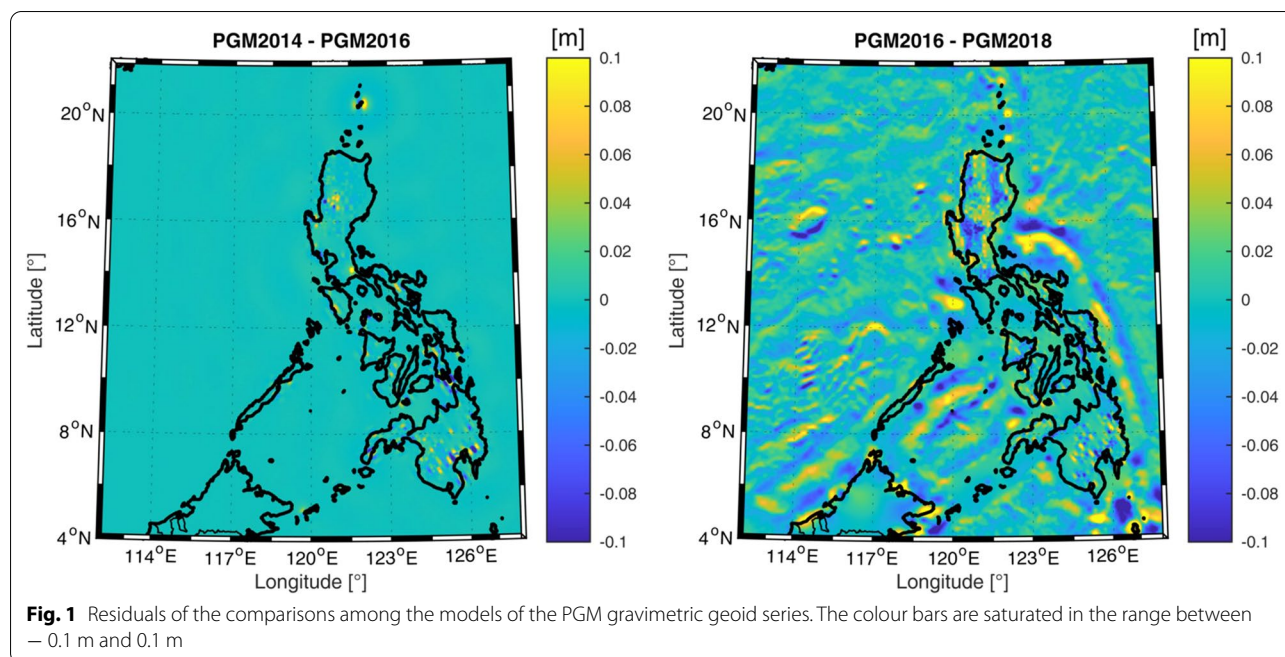 PGM2014 - PGM2016
[m]
0.1
0.08
0.06
0.04
0.02
0
-0.02
-0.04
-0.06
-0.08
-0.1
20°N
16°N
12°N
8°N
4°N
Latitude [°]
114°E 117°E 120°E 123°E 126°E
Longitude [°]
PGM2016 - PGM2018
[m]
0.1
0.08
0.06
0.04
0.02
0
-0.02
-0.04
-0.06
-0.08
-0.1
20°N
16°N
12°N
8°N
4°N
Latitude [°]
114°E 117°E 120°E 123°E 126°E
Longitude [°]
Fig. 1 Residuals of the comparisons among the models of the PGM gravimetric geoid series. The colour bars are saturated in the range between
− 0.1 m and 0.1 m